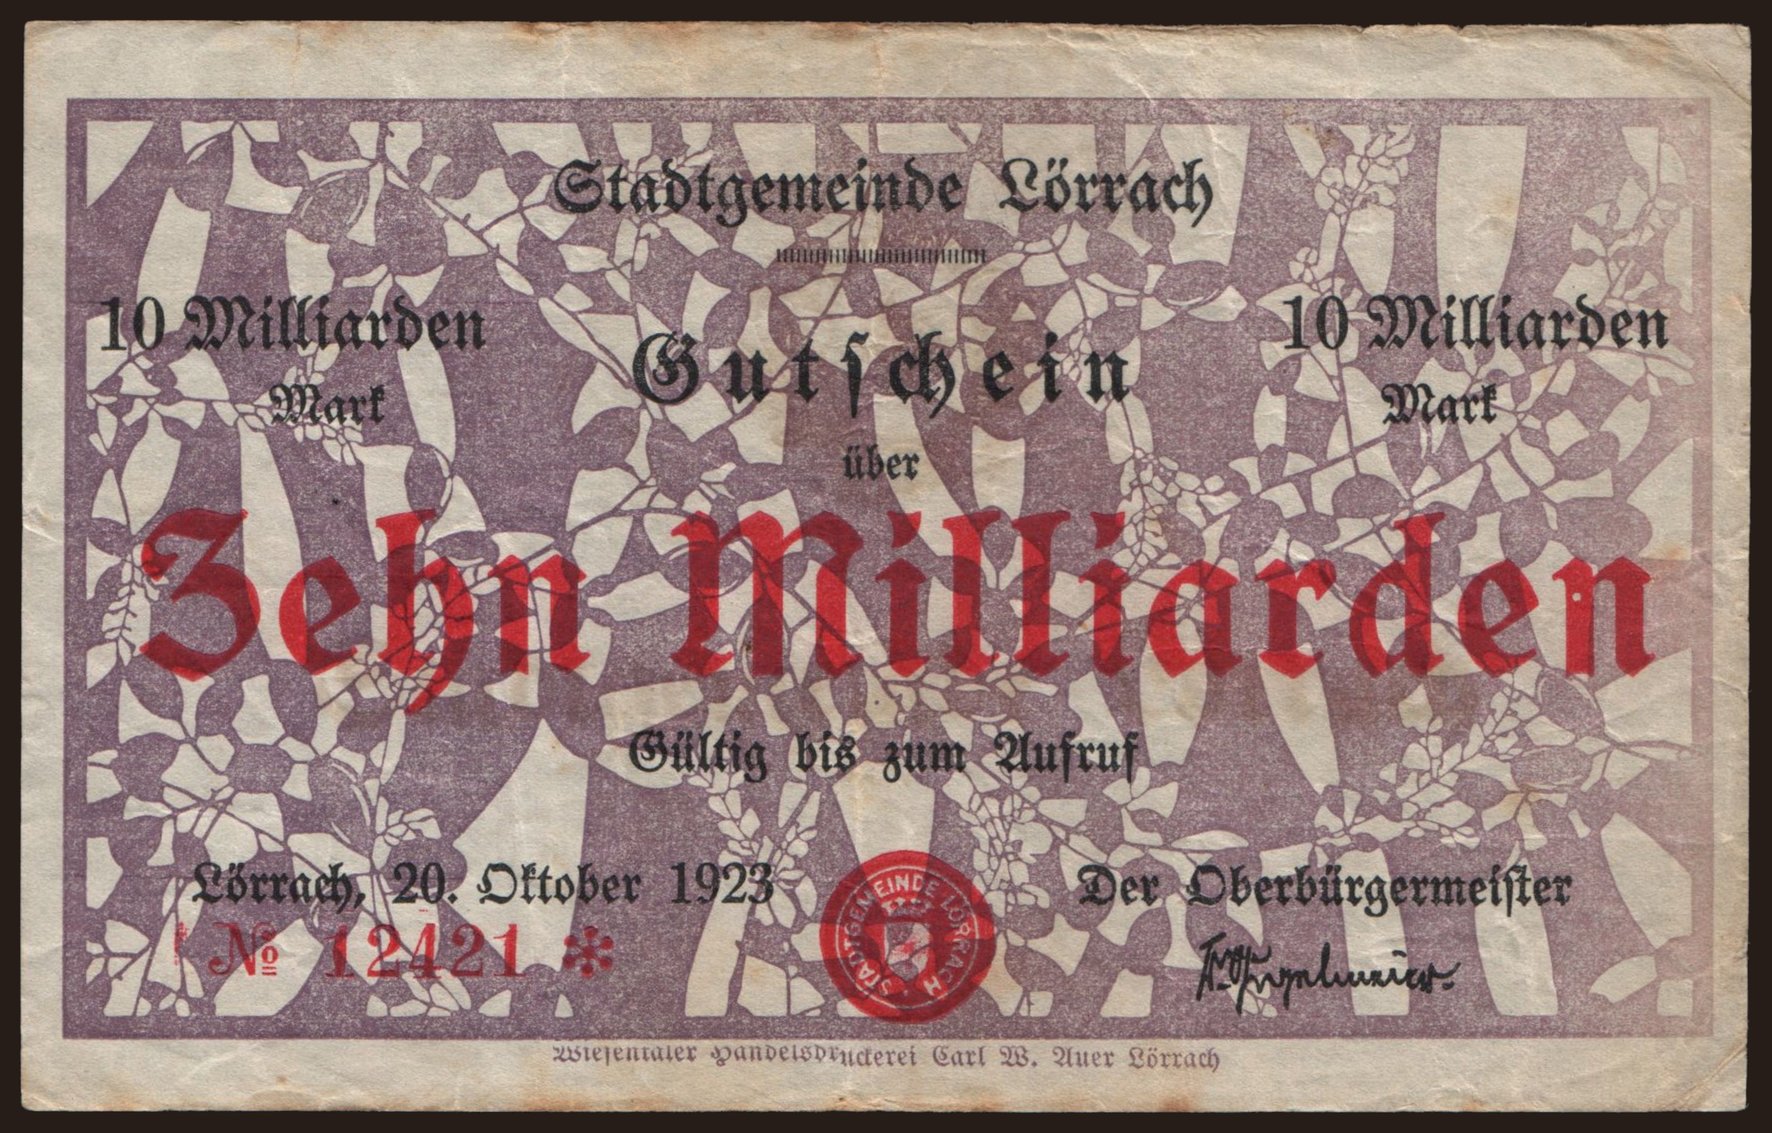 Stadtgemeinde Lörrach
10 Milliarden Mark
10 Milliarden Mark
Gutschein
über
Zehn Milliarden
Gültig bis zum Aufruf
Lörrach, 20. Oktober 1923
Der Oberbürgermeister
№ 12421 *
STADTGEMEINDE LÖRRACH
Wiesentaler Handelsdruckerei Carl W. Auer Lörrach